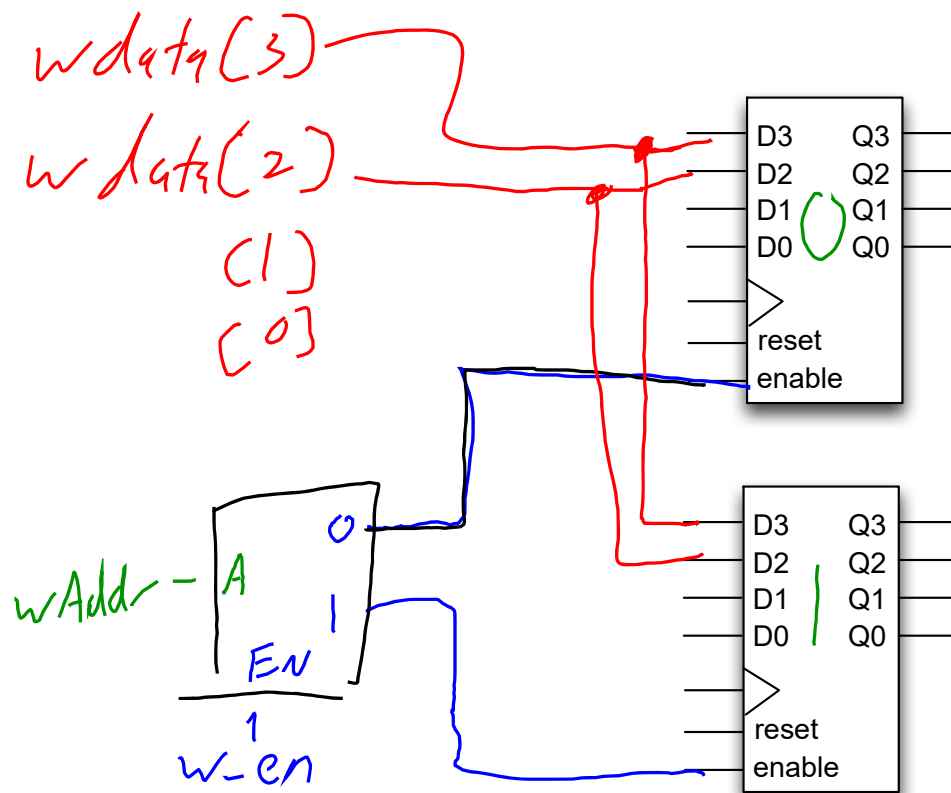 wdata(3)
wdata(2)
(1)
[0]
D3 Q3
D2 Q2
D1 Q1
D0 Q0
0
reset
enable
wAddr
A
0
1
EN
1
w-en
D3 Q3
D2 Q2
D1 Q1
D0 Q0
1
reset
enable